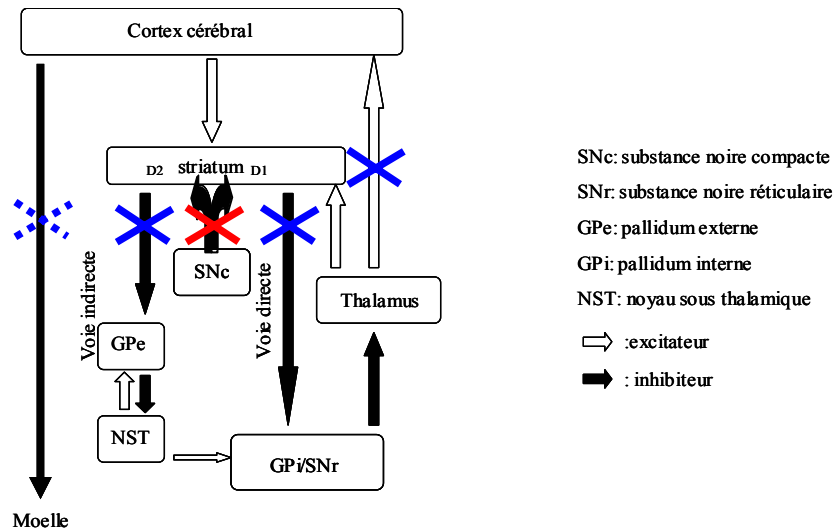 Cortex cérébral
D2 striatum D1
SNc
Voie indirecte
Voie directe
Thalamus
GPe
NST
GPi/SNr
Moelle
SNc: substance noire compacte
SNr: substance noire réticulaire
GPe: pallidum externe
GPi: pallidum interne
NST: noyau sous thalamique
:excitateur
: inhibiteur